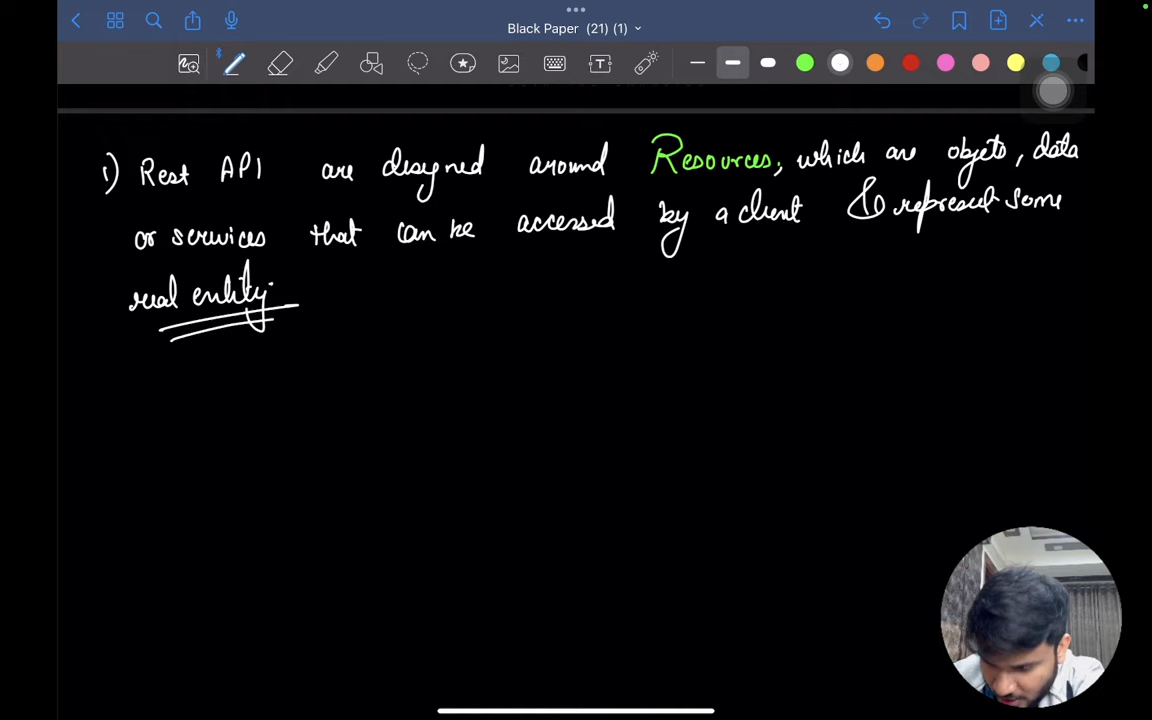 Black Paper (21) (1)
1) Rest API are designed around Resources, which are objets, data
or services that can be accessed by a client & represent some
real entity.